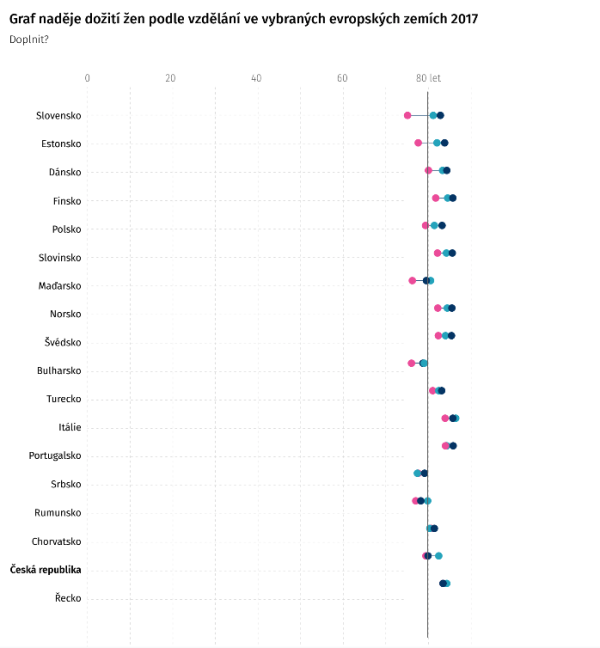 Graf naděje dožití žen podle vzdělání ve vybraných evropských zemích 2017
Doplnit?
0 20 40 60 80 let
Slovensko
Estonsko
Dánsko
Finsko
Polsko
Slovinsko
Maďarsko
Norsko
Švédsko
Bulharsko
Turecko
Itálie
Portugalsko
Srbsko
Rumunsko
Chorvatsko
Česká republika
Řecko